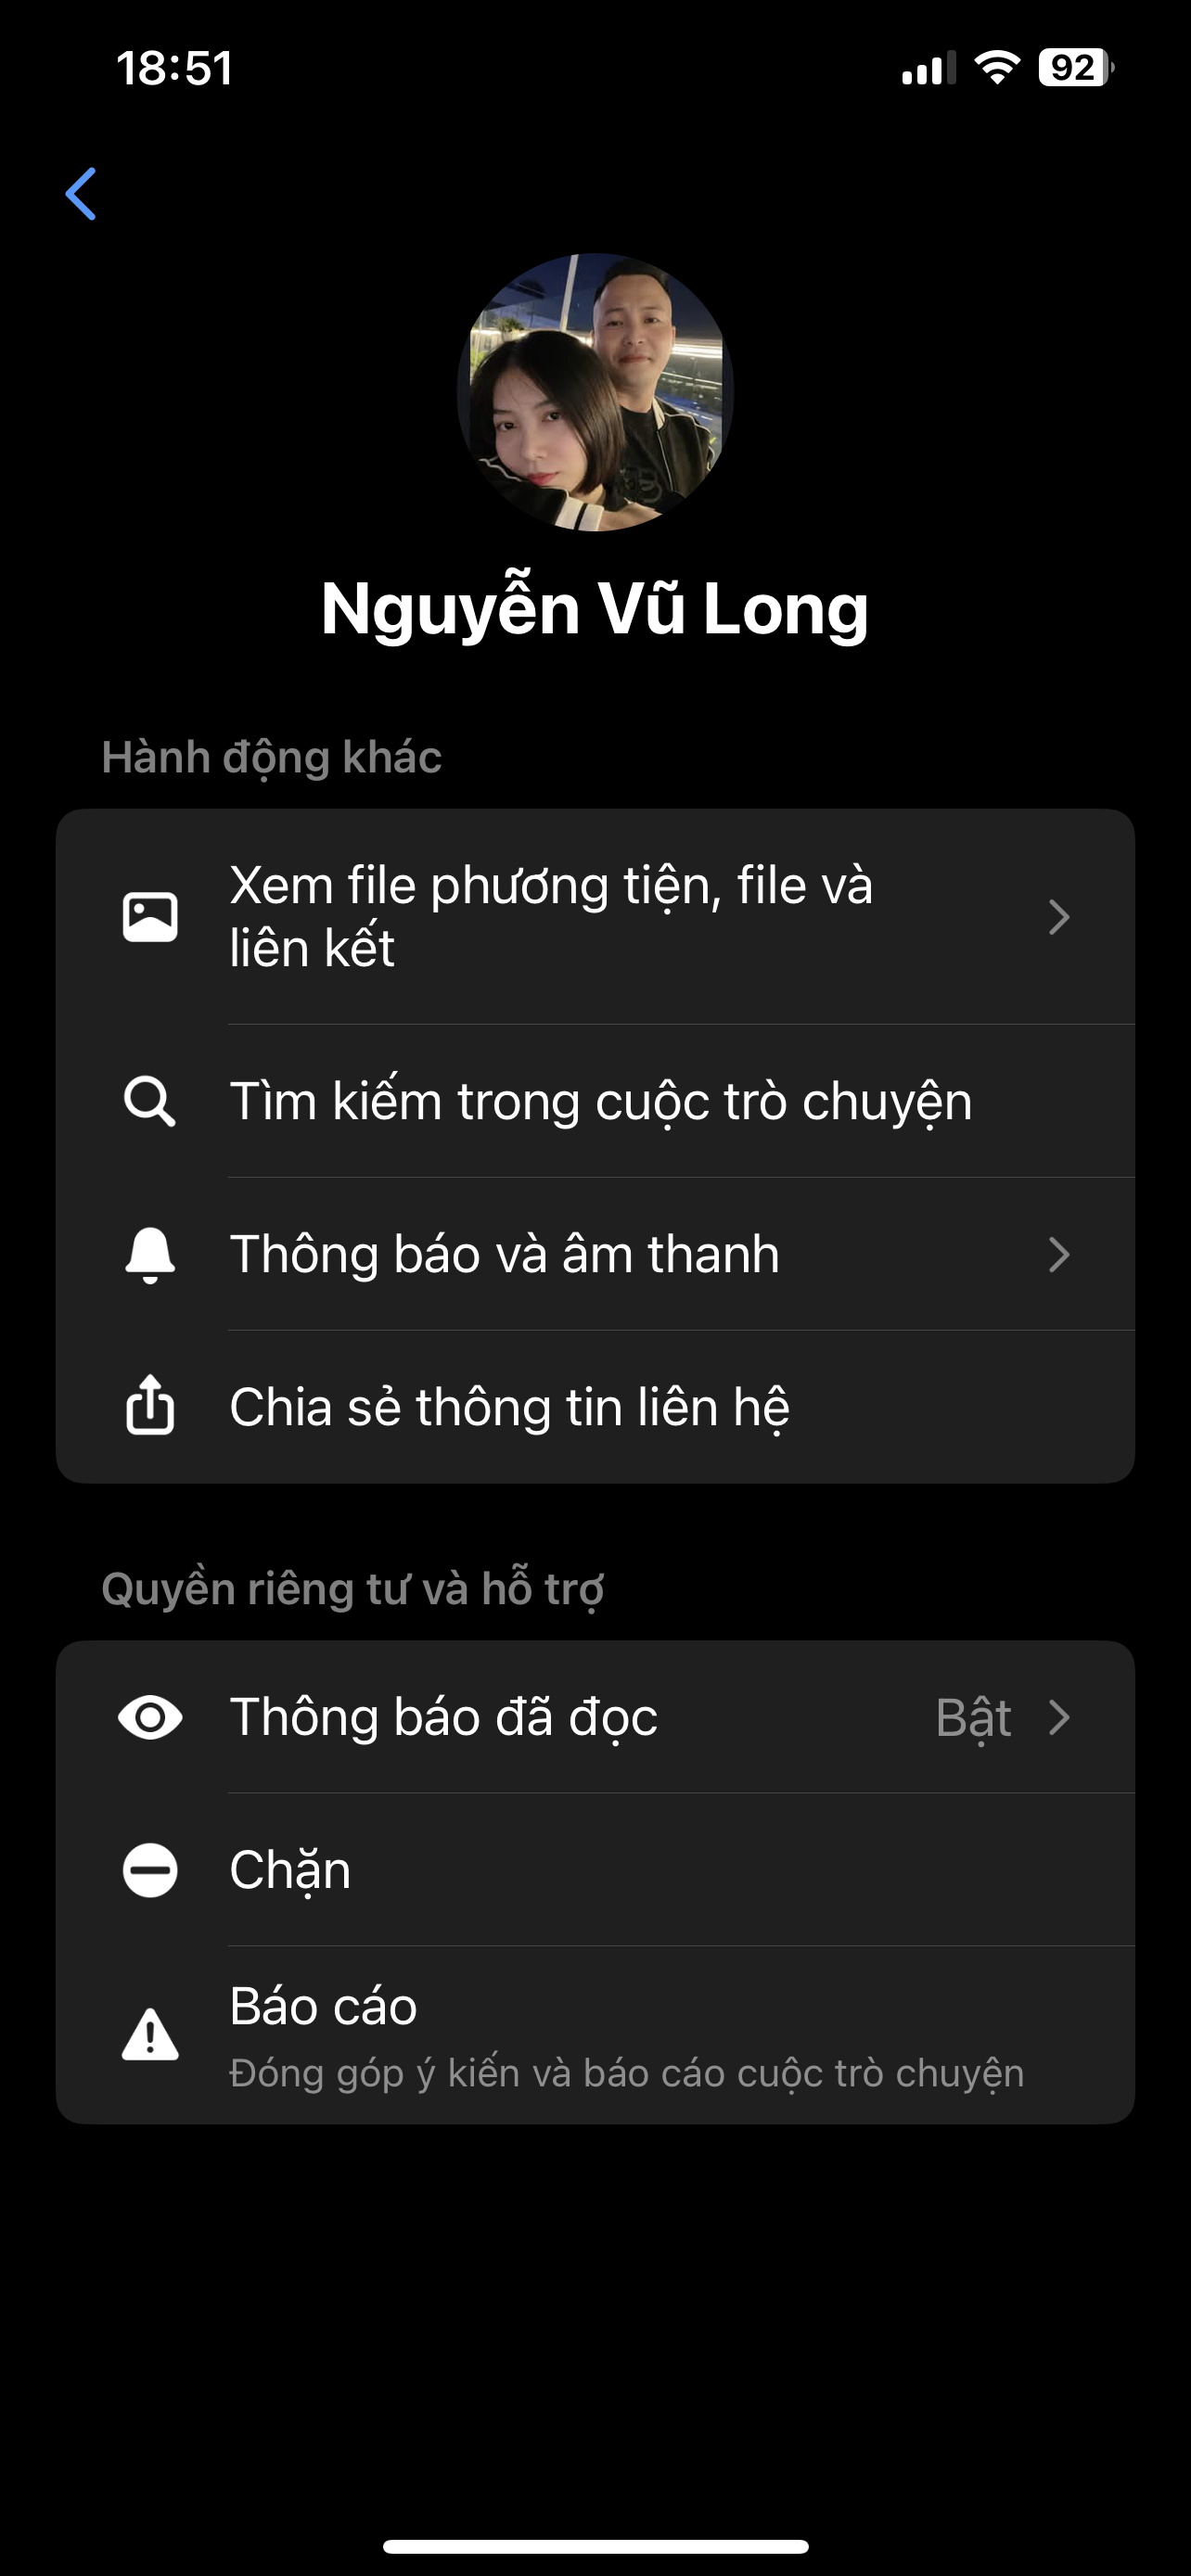 18:51
92
Nguyễn Vũ Long
Hành động khác
Xem file phương tiện, file và
liên kết
Tìm kiếm trong cuộc trò chuyện
Thông báo và âm thanh
Chia sẻ thông tin liên hệ
Quyền riêng tư và hỗ trợ
Thông báo đã đọc
Bật
Chặn
Báo cáo
Đóng góp ý kiến và báo cáo cuộc trò chuyện